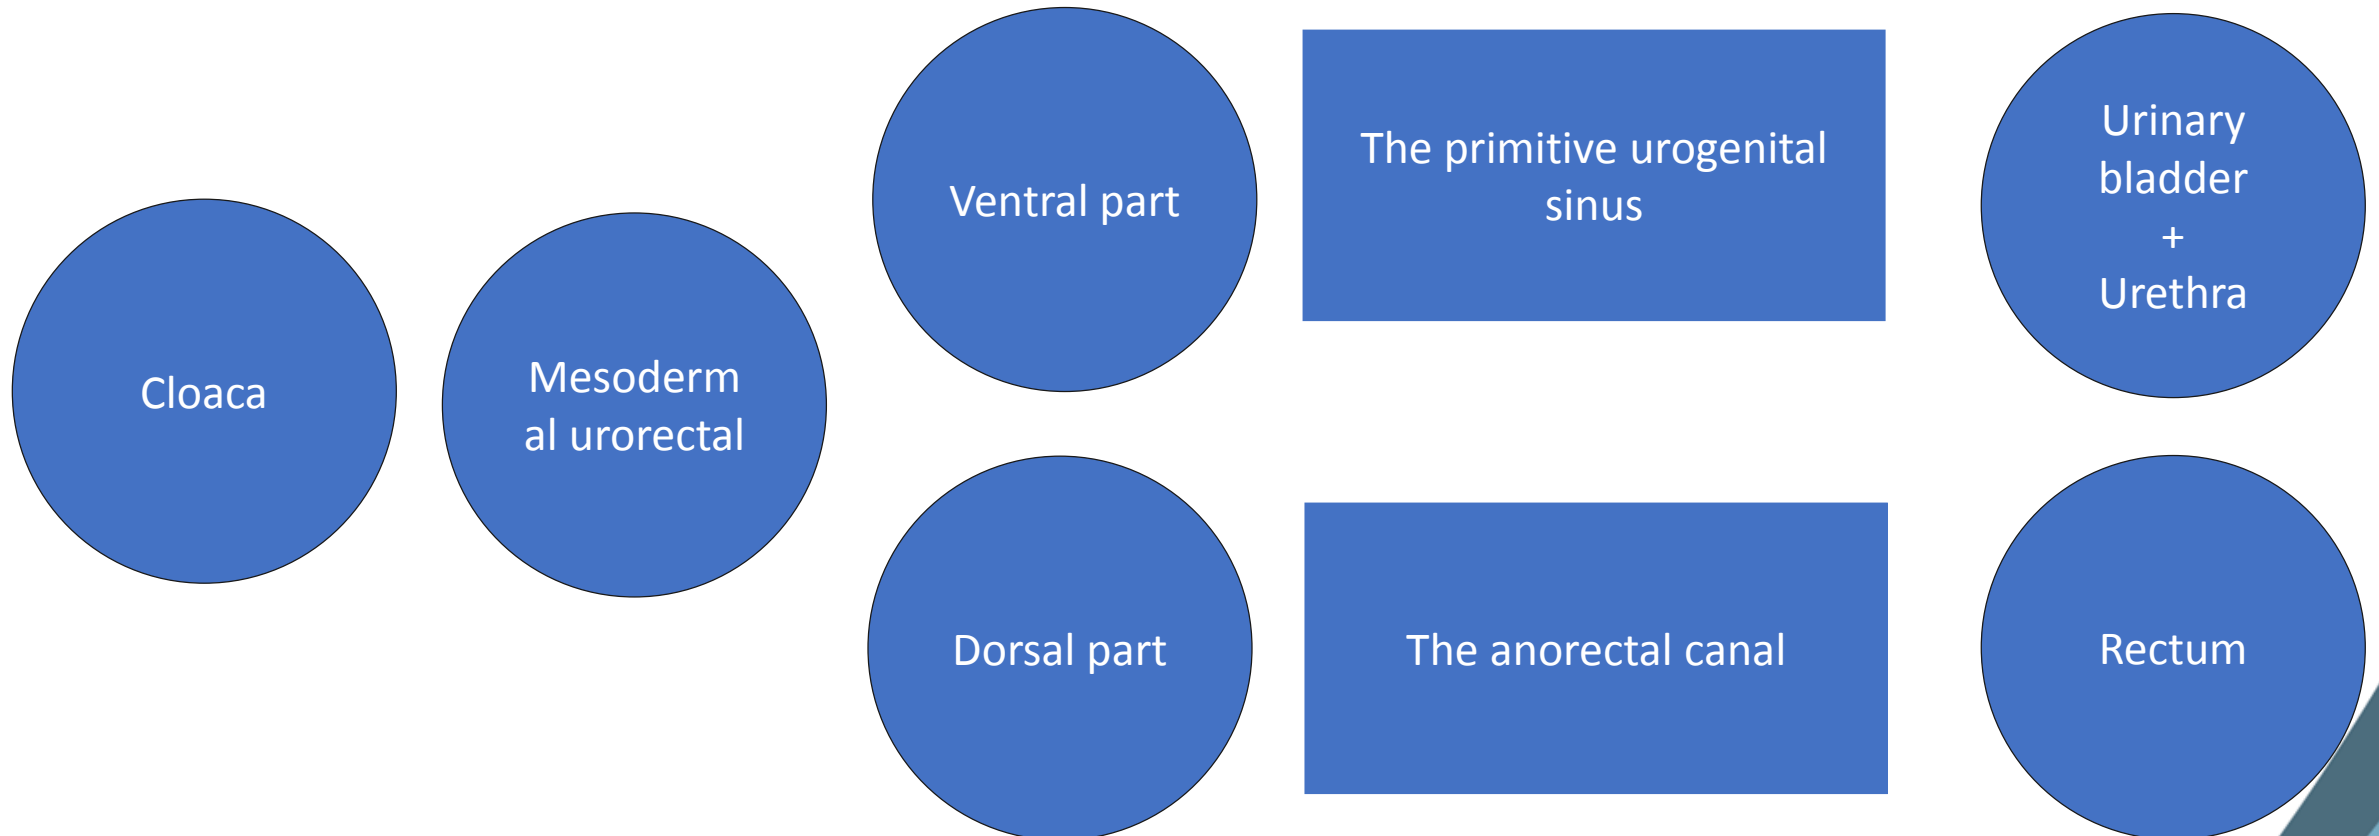 Cloaca
Mesoderm
al urorectal
Ventral part
The primitive urogenital
sinus
Urinary
bladder
+
Urethra
Dorsal part
The anorectal canal
Rectum